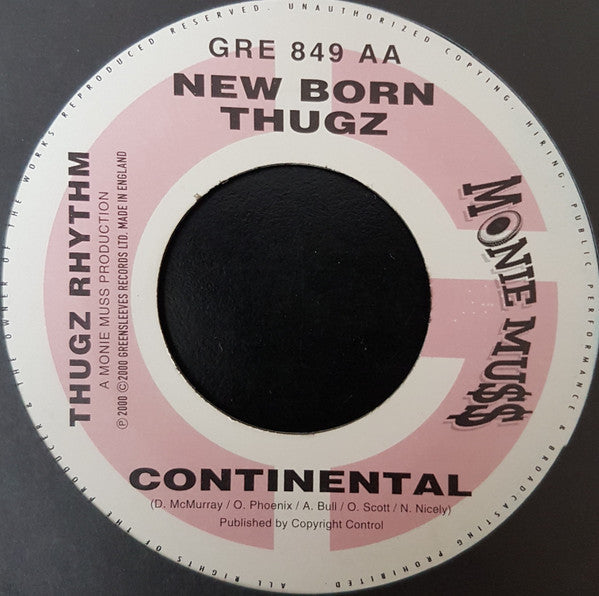 GRE 849 AA
NEW BORN
THUGZ
THUGZ RHYTHM
A MONIE MUSS PRODUCTION
℗ 2000 © 2000 GREENSLEEVES RECORDS LTD. MADE IN ENGLAND
MONIE MU$$
CONTINENTAL
(D. McMurray / O. Phoenix / A. Bull / O. Scott / N. Nicely)
Published by Copyright Control
ALL RIGHTS OF THE PRODUCER & THE OWNER OF THE WORKS REPRODUCED RESERVED. UNAUTHORIZED COPYING, HIRING, PUBLIC PERFORMANCE & BROADCASTING PROHIBITED.